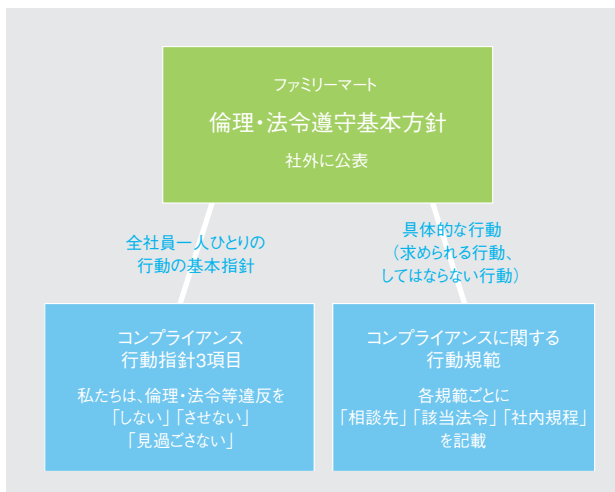 ファミリーマート
倫理・法令遵守基本方針
社外に公表
全社員一人ひとりの
行動の基本指針
具体的な行動
（求められる行動、
してはならない行動）
コンプライアンス
行動指針3項目
私たちは、倫理・法令等違反を
「しない」「させない」
「見過ごさない」
コンプライアンスに関する
行動規範
各規範ごとに
「相談先」「該当法令」「社内規程」
を記載